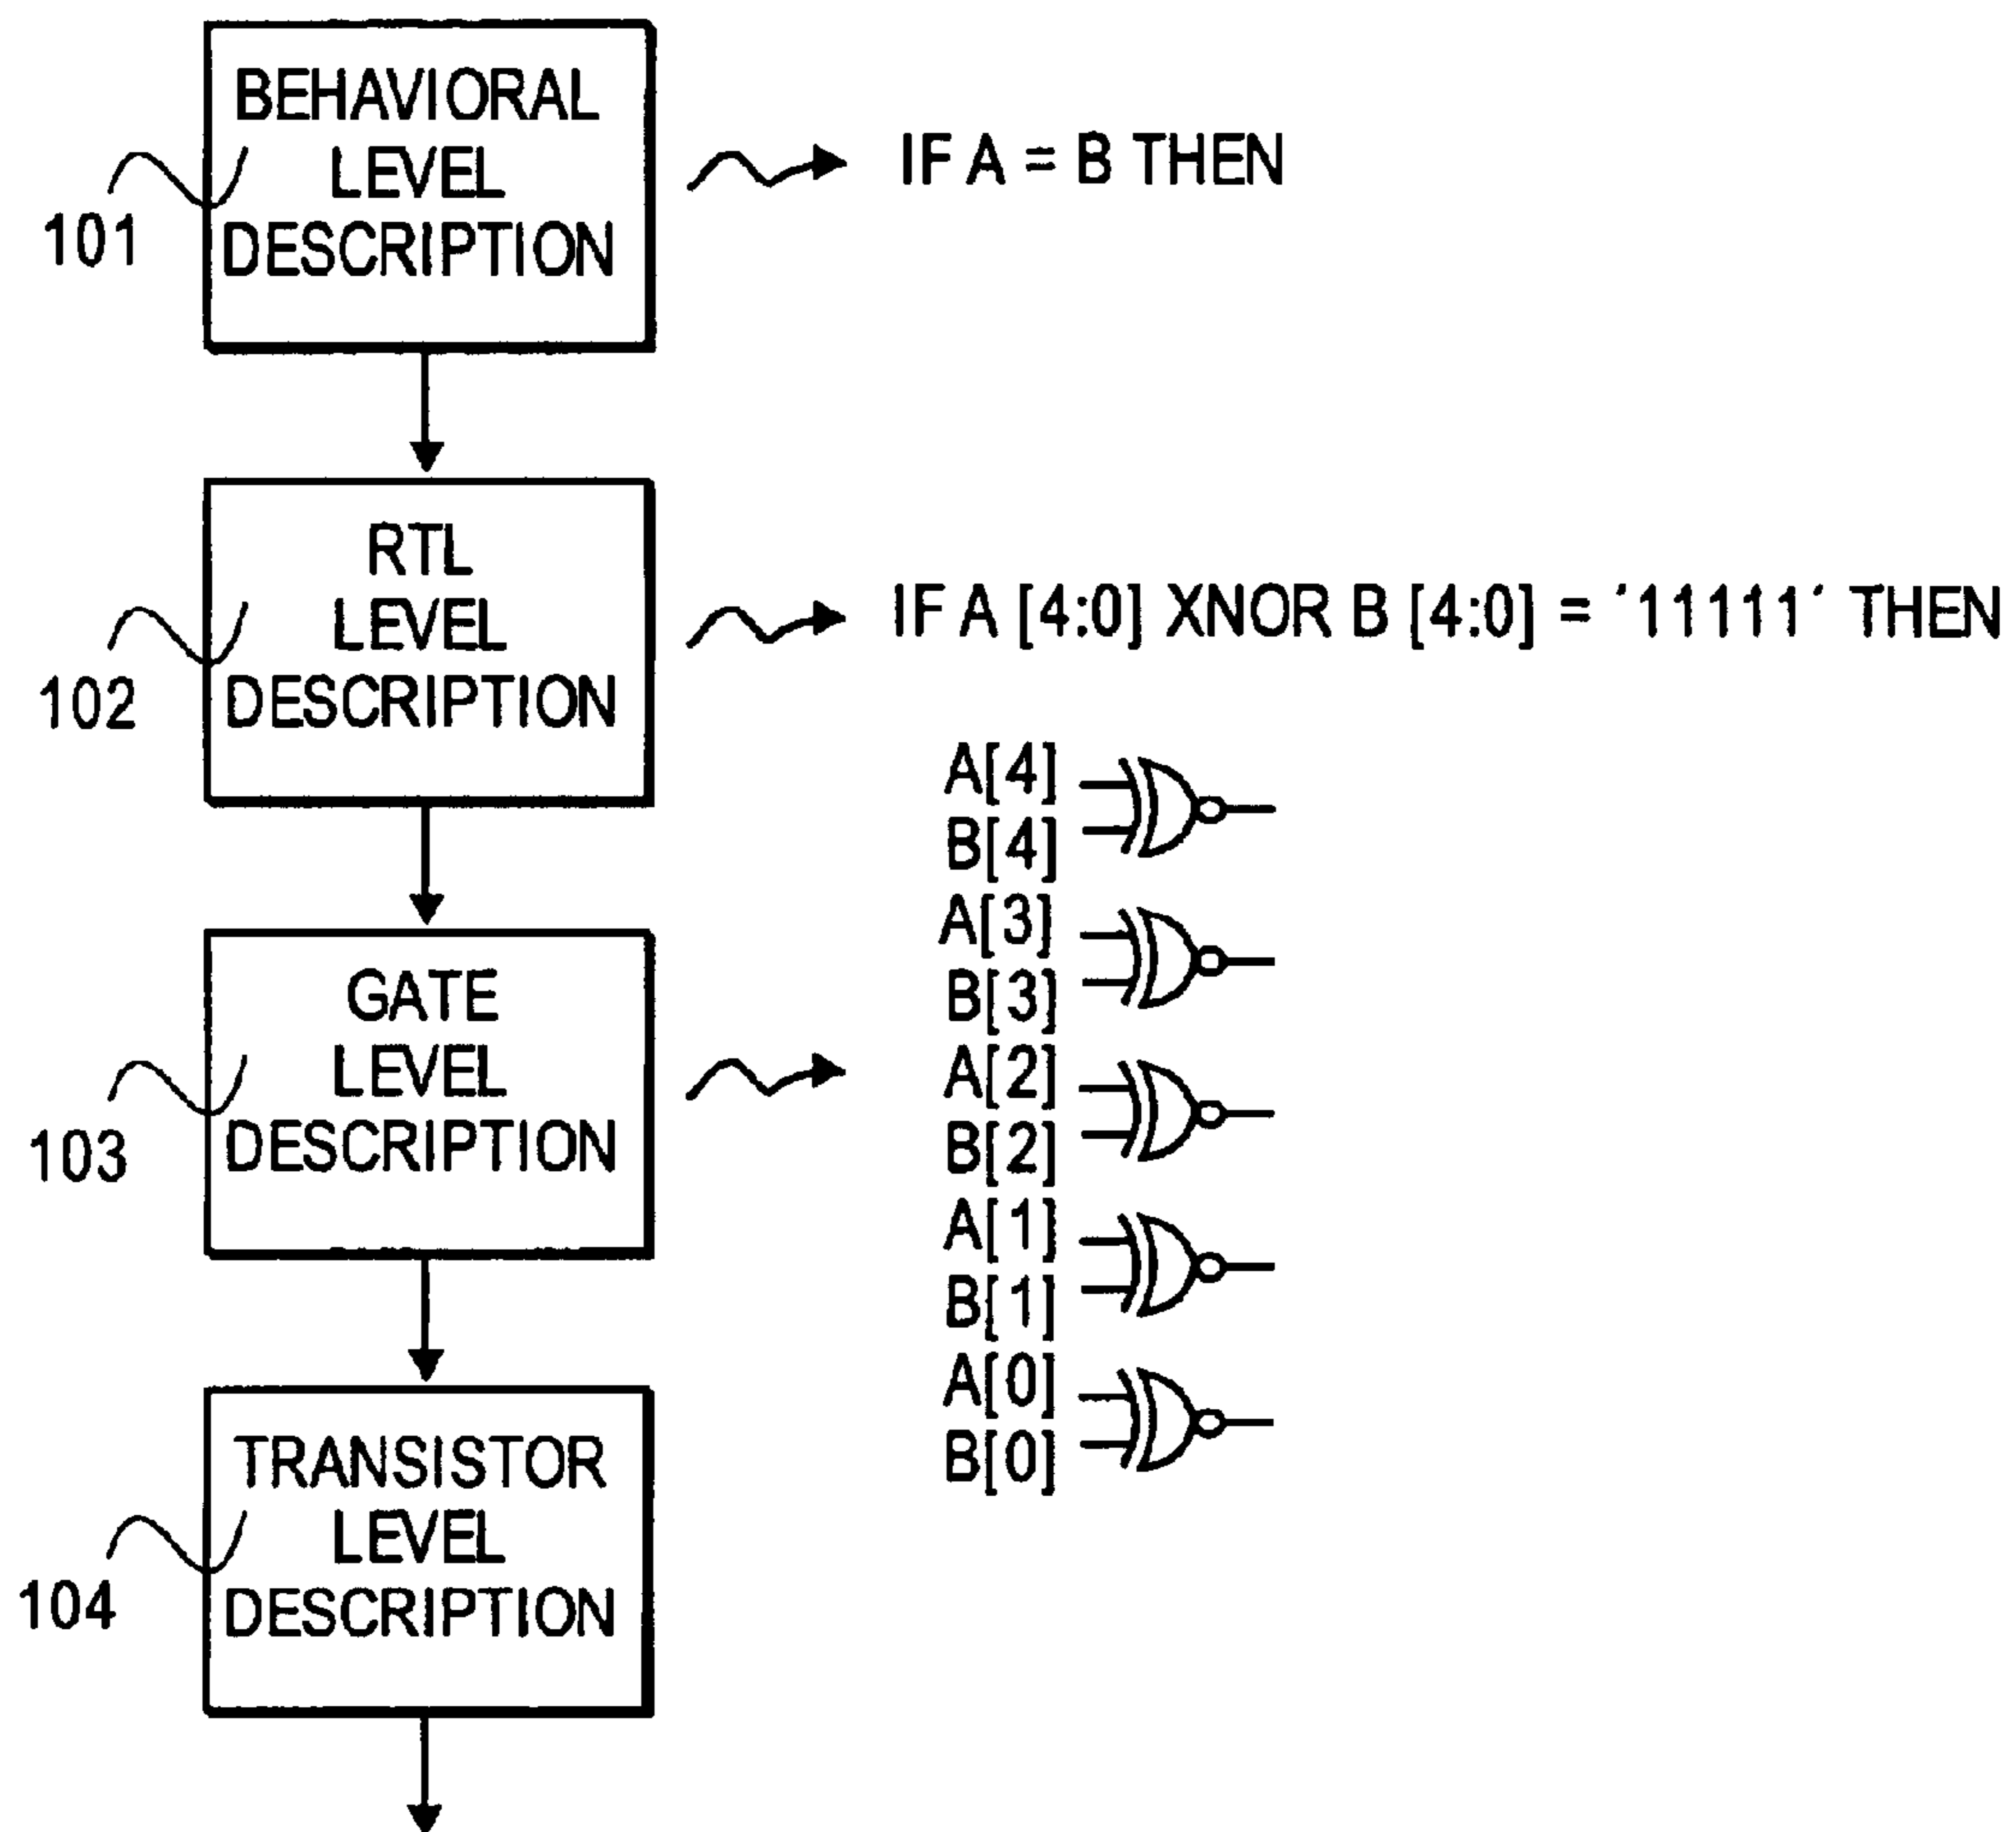 BEHAVIORAL
LEVEL
DESCRIPTION
101
IF A = B THEN
RTL
LEVEL
DESCRIPTION
102
IF A [4:0] XNOR B [4:0] = '11111' THEN
GATE
LEVEL
DESCRIPTION
103
A[4]
B[4]
A[3]
B[3]
A[2]
B[2]
A[1]
B[1]
A[0]
B[0]
TRANSISTOR
LEVEL
DESCRIPTION
104